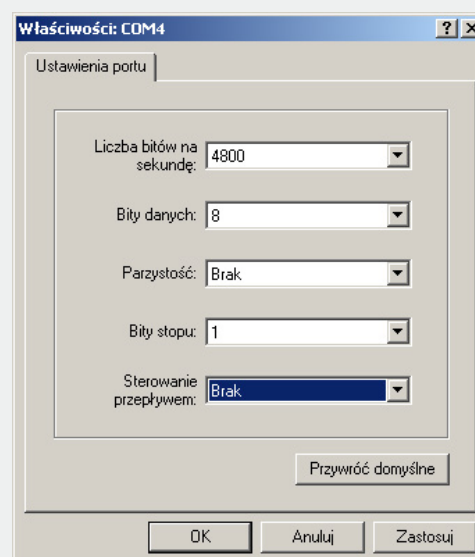 Właściwości: COM4
Ustawienia portu
Liczba bitów na
sekundę:
4800
Bity danych:
8
Parzystość:
Brak
Bity stopu:
1
Sterowanie
przepływem:
Brak
Przywróć domyślne
OK
Anuluj
Zastosuj